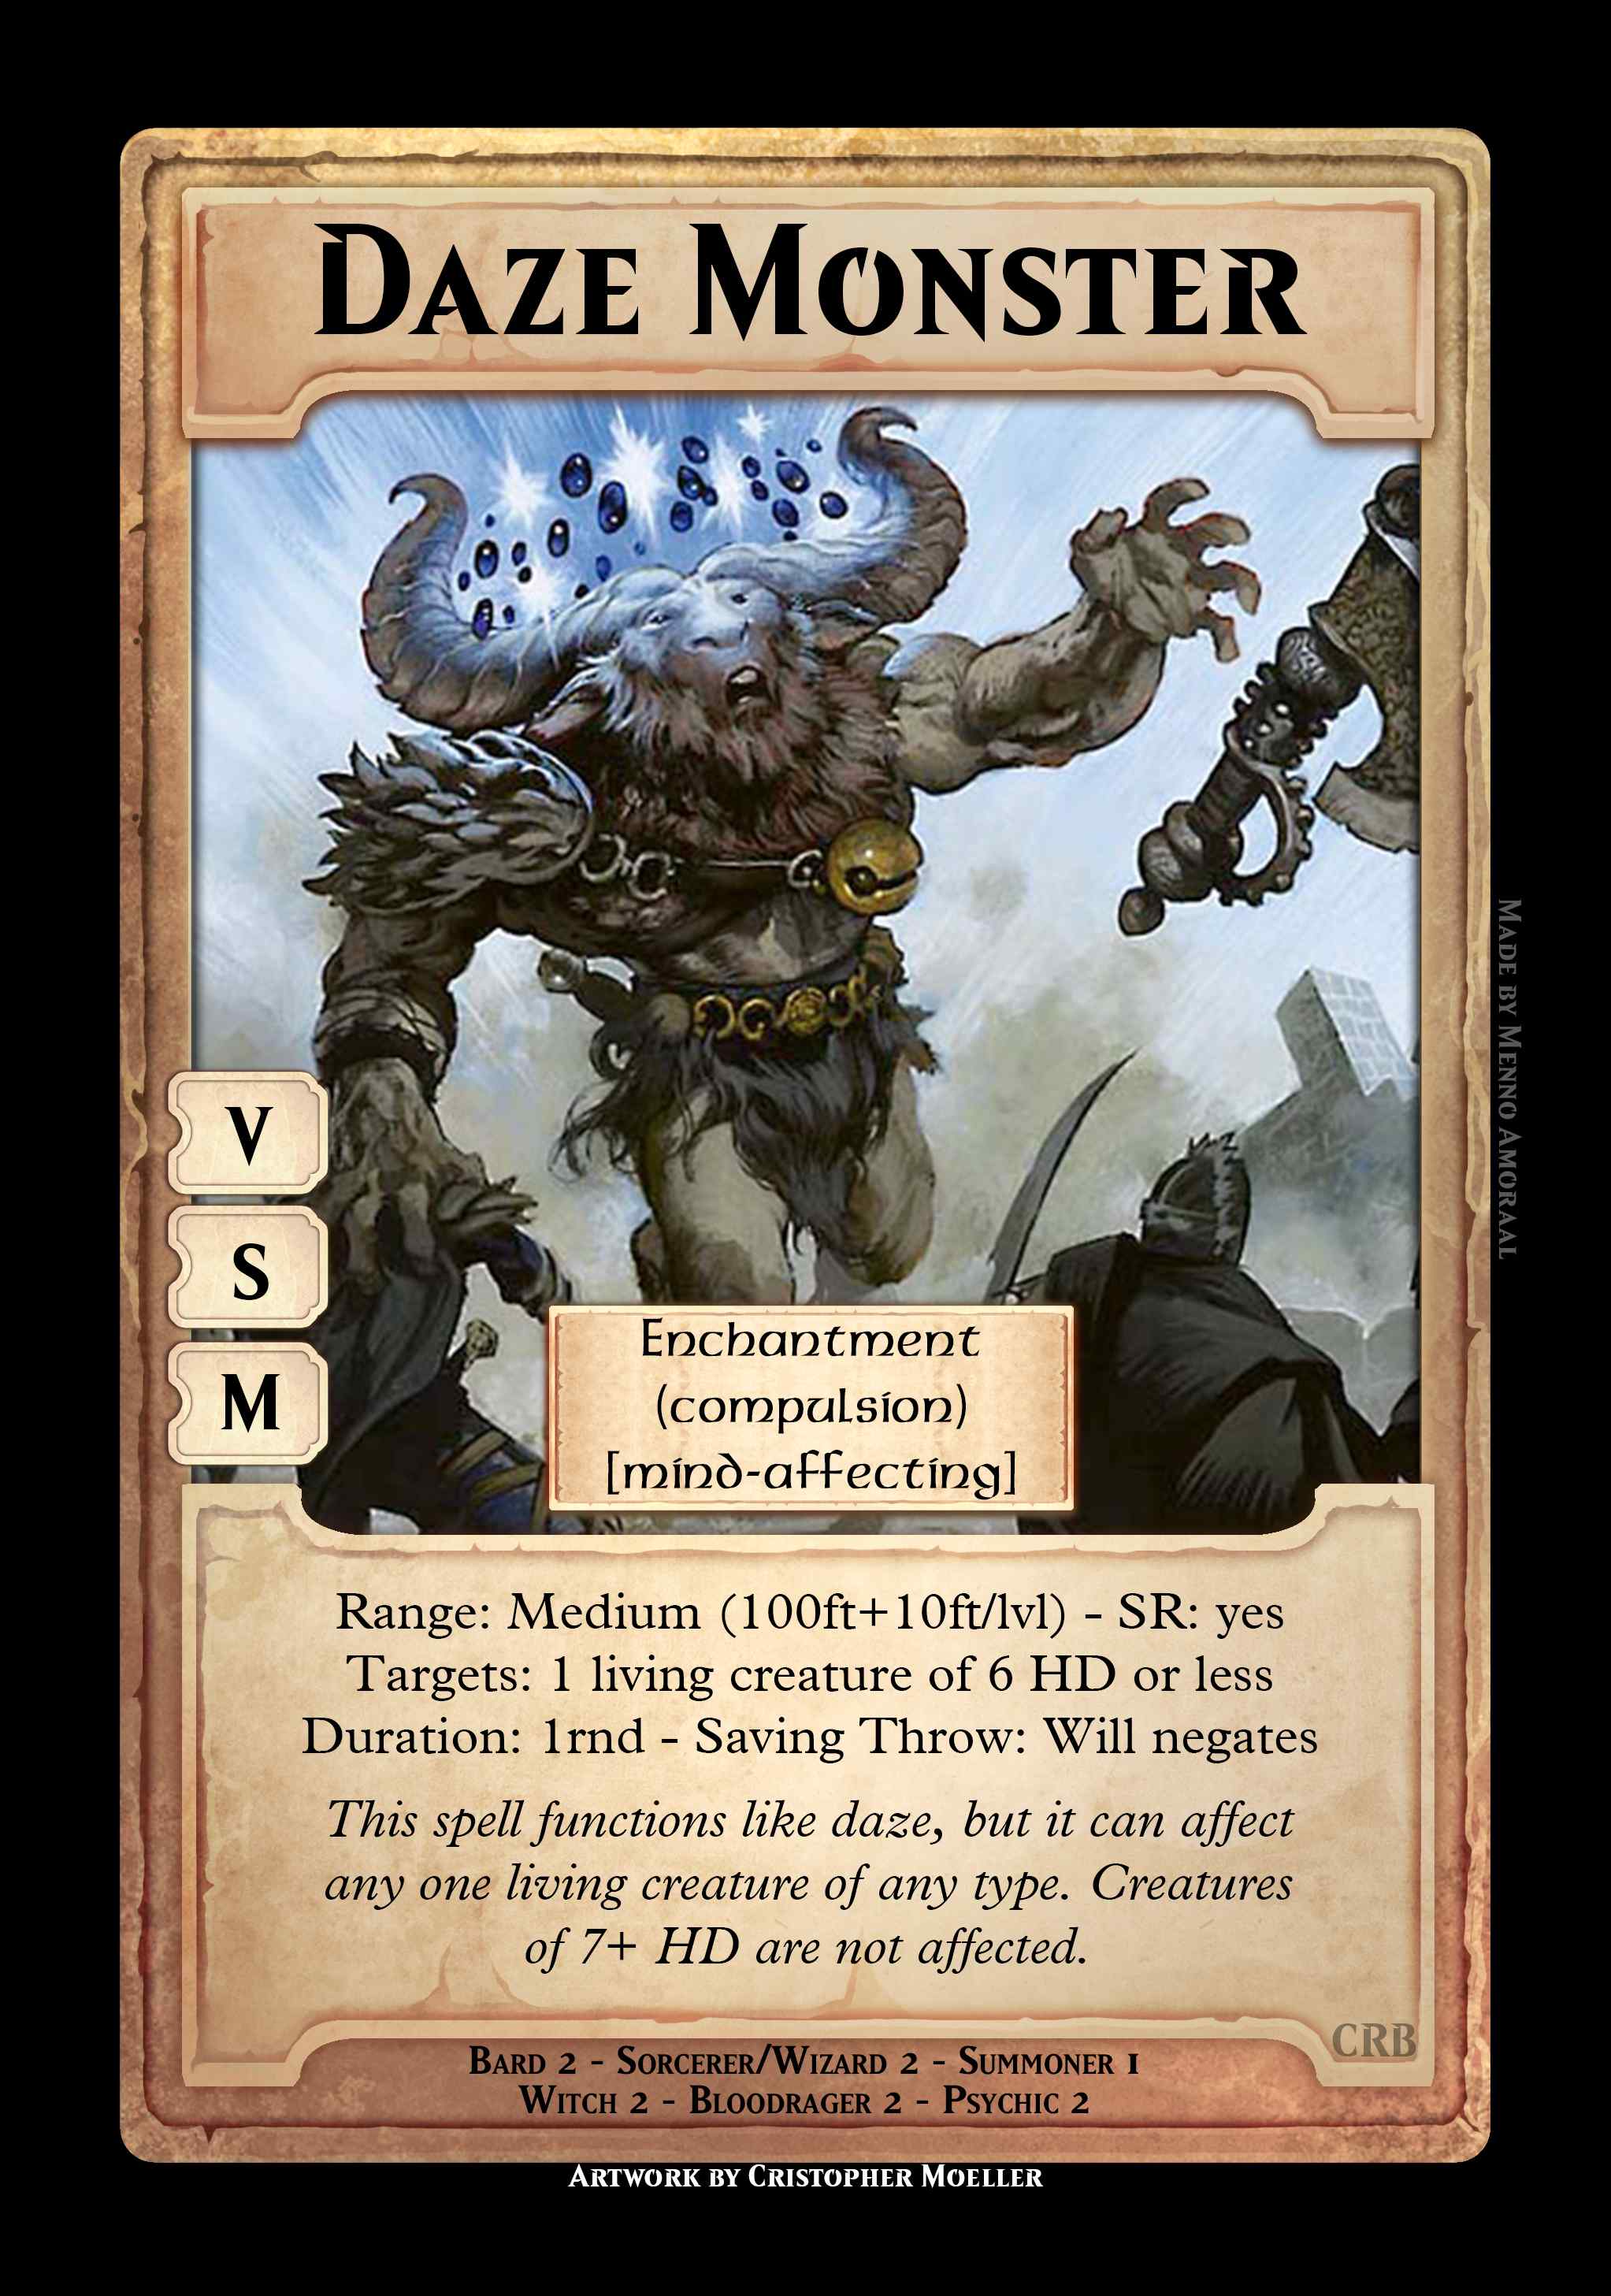 Daze Monster
V
S
M
Enchantment
(compulsion)
[mind-affecting]
Range: Medium (100ft+10ft/lvl) - SR: yes
Targets: 1 living creature of 6 HD or less
Duration: 1rnd - Saving Throw: Will negates
This spell functions like daze, but it can affect
any one living creature of any type. Creatures
of 7+ HD are not affected.
CRB
Bard 2 - Sorcerer/Wizard 2 - Summoner 1
Witch 2 - Bloodrager 2 - Psychic 2
Artwork by Cristopher Moeller
Made by Menno Amoraal